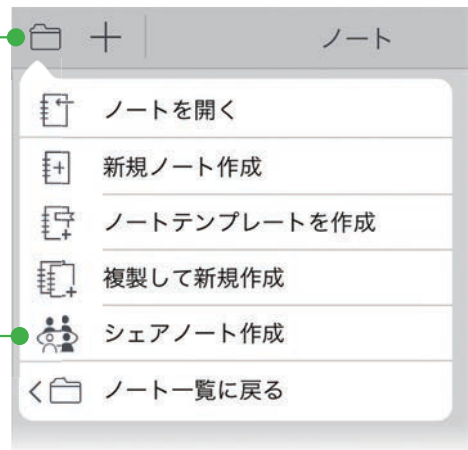 ノート
ノートを開く
新規ノート作成
ノートテンプレートを作成
複製して新規作成
シェアノート作成
ノート一覧に戻る